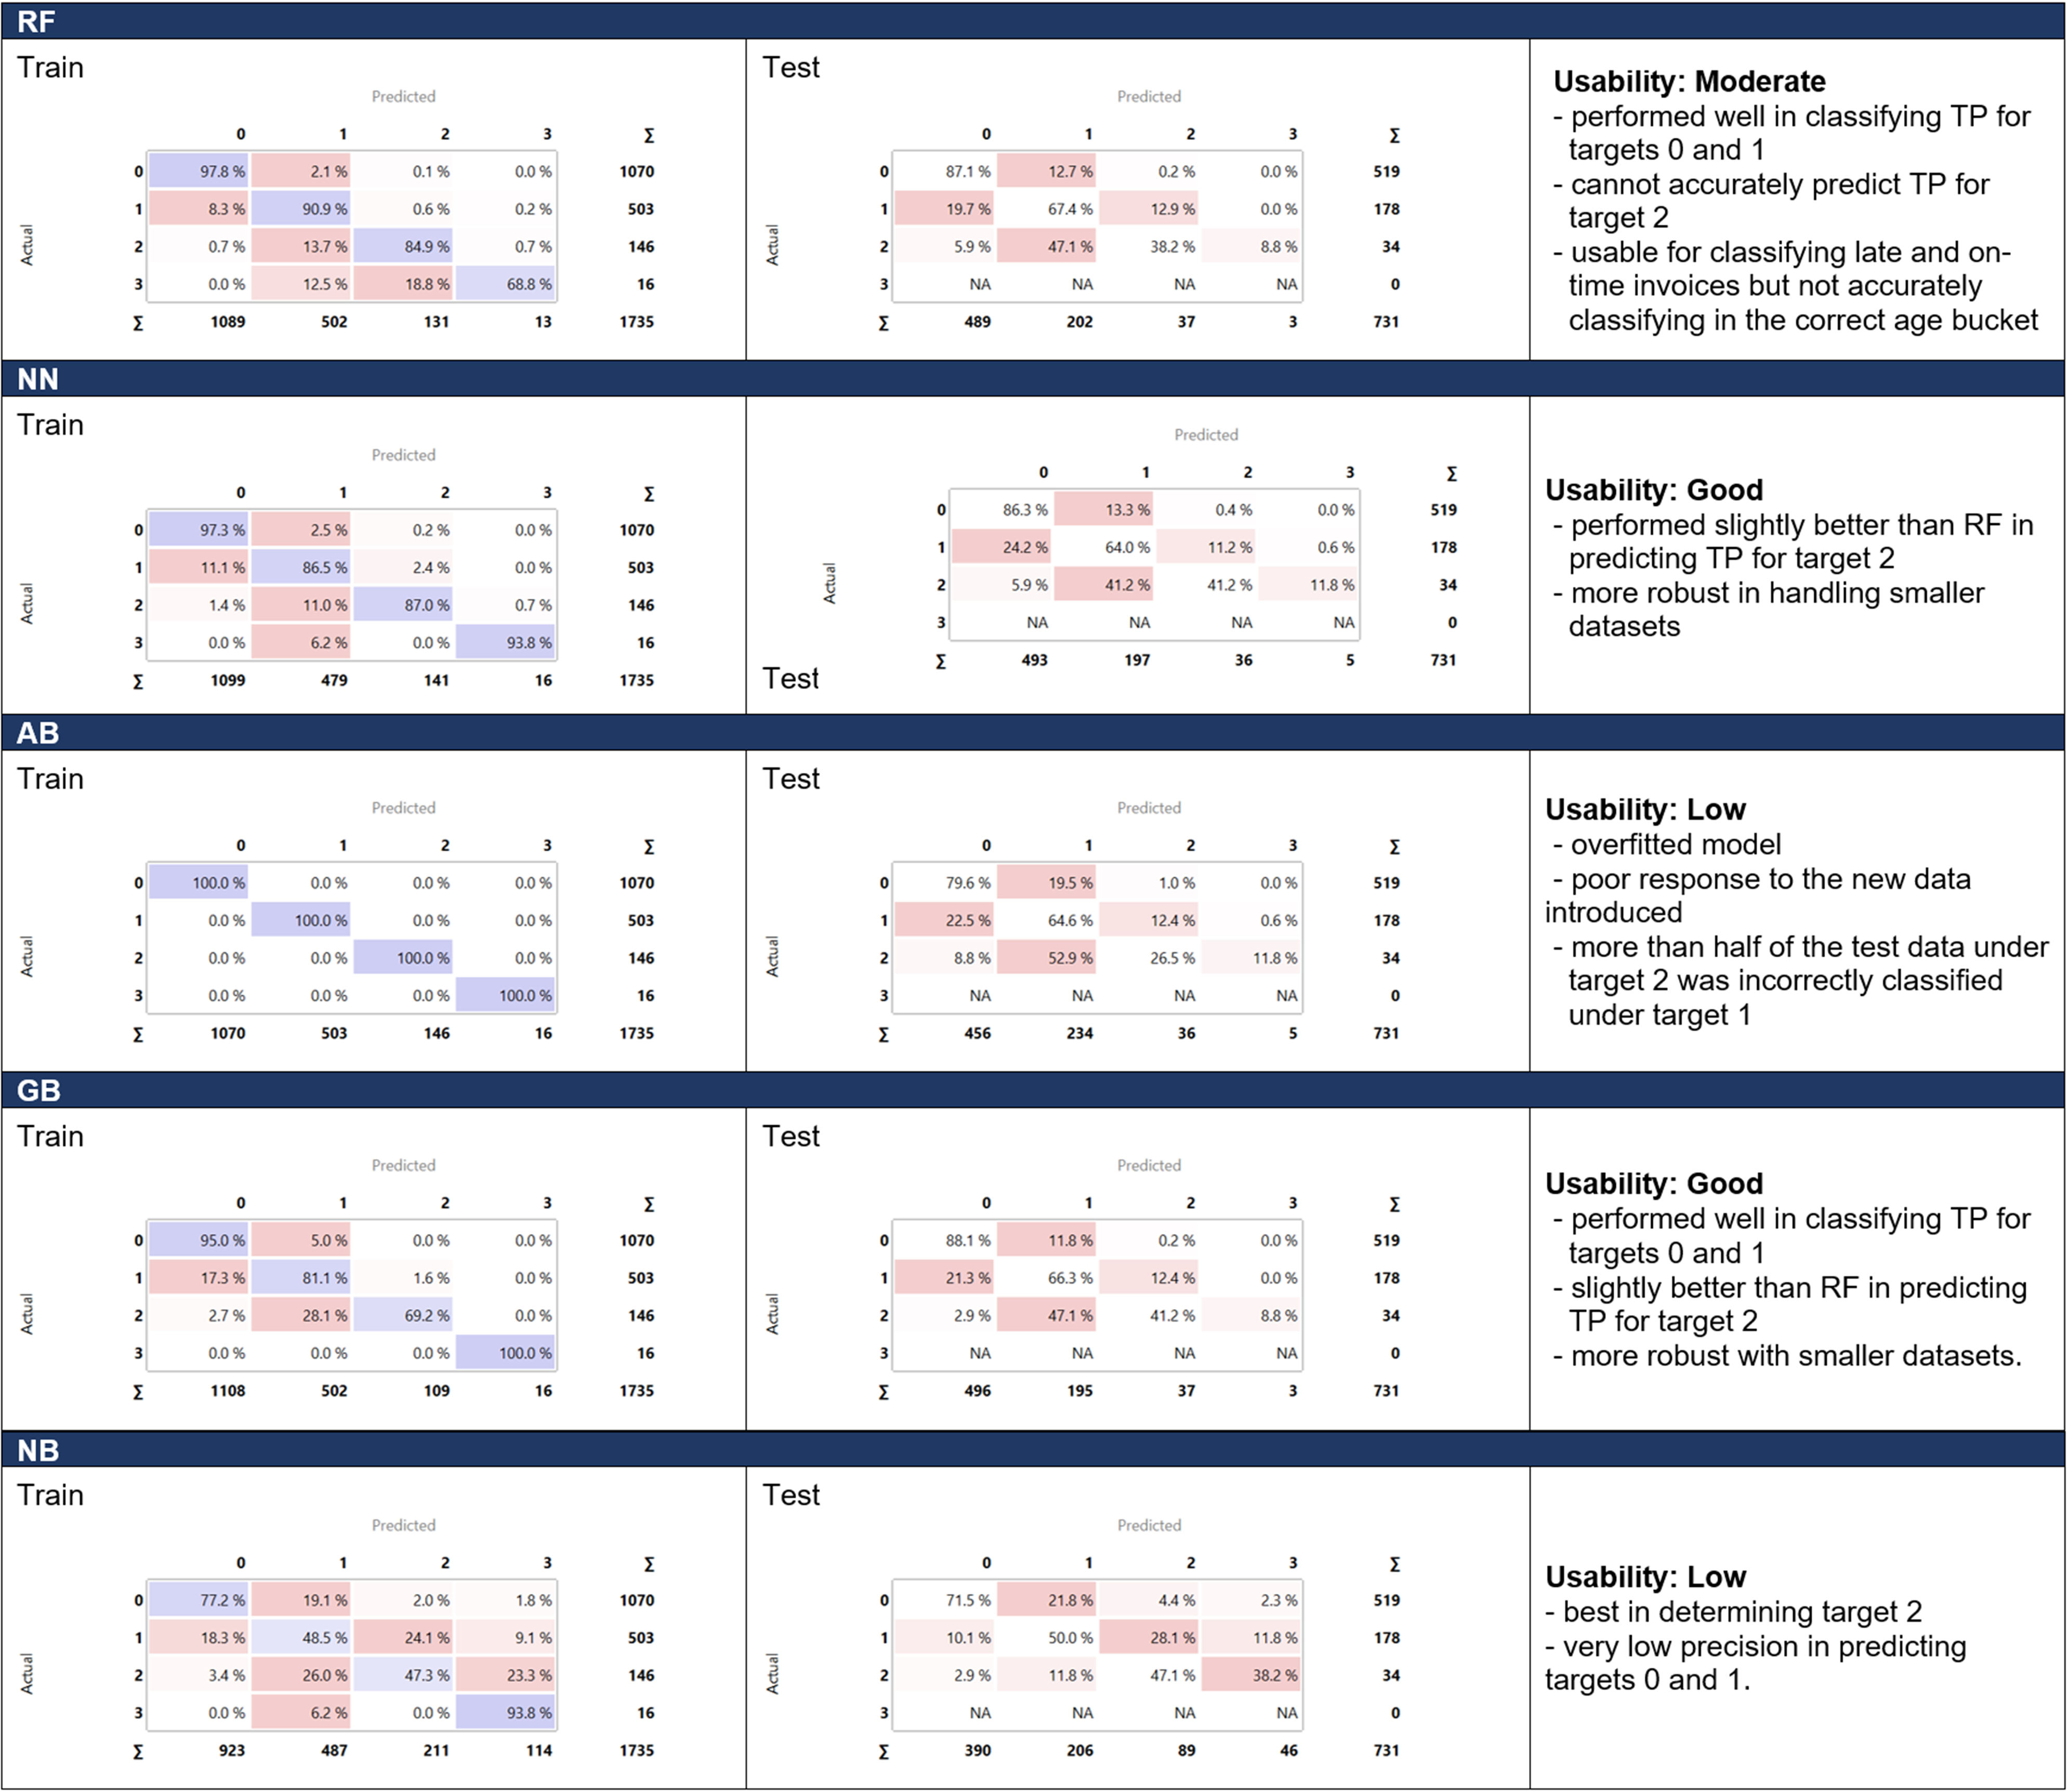 RF
Train
Predicted
0 1 2 3 Σ
0 97.8 % 2.1 % 0.1 % 0.0 % 1070
1 8.3 % 90.9 % 0.6 % 0.2 % 503
Actual
2 0.7 % 13.7 % 84.9 % 0.7 % 146
3 0.0 % 12.5 % 18.8 % 68.8 % 16
Σ 1089 502 131 13 1735
Test
Predicted
0 1 2 3 Σ
0 87.1 % 12.7 % 0.2 % 0.0 % 519
1 19.7 % 67.4 % 12.9 % 0.0 % 178
Actual
2 5.9 % 47.1 % 38.2 % 8.8 % 34
3 NA NA NA NA 0
Σ 489 202 37 3 731
Usability: Moderate
- performed well in classifying TP for
targets 0 and 1
- cannot accurately predict TP for
target 2
- usable for classifying late and on-
time invoices but not accurately
classifying in the correct age bucket
NN
Train
Predicted
0 1 2 3 Σ
0 97.3 % 2.5 % 0.2 % 0.0 % 1070
1 11.1 % 86.5 % 2.4 % 0.0 % 503
Actual
2 1.4 % 11.0 % 87.0 % 0.7 % 146
3 0.0 % 6.2 % 0.0 % 93.8 % 16
Σ 1099 479 141 16 1735
Predicted
0 1 2 3 Σ
0 86.3 % 13.3 % 0.4 % 0.0 % 519
1 24.2 % 64.0 % 11.2 % 0.6 % 178
Actual
2 5.9 % 41.2 % 41.2 % 11.8 % 34
3 NA NA NA NA 0
Σ 493 197 36 5 731
Test
Usability: Good
- performed slightly better than RF in
predicting TP for target 2
- more robust in handling smaller
datasets
AB
Train
Predicted
0 1 2 3 Σ
0 100.0 % 0.0 % 0.0 % 0.0 % 1070
1 0.0 % 100.0 % 0.0 % 0.0 % 503
Actual
2 0.0 % 0.0 % 100.0 % 0.0 % 146
3 0.0 % 0.0 % 0.0 % 100.0 % 16
Σ 1070 503 146 16 1735
Test
Predicted
0 1 2 3 Σ
0 79.6 % 19.5 % 1.0 % 0.0 % 519
1 22.5 % 64.6 % 12.4 % 0.6 % 178
Actual
2 8.8 % 52.9 % 26.5 % 11.8 % 34
3 NA NA NA NA 0
Σ 456 234 36 5 731
Usability: Low
- overfitted model
- poor response to the new data
introduced
- more than half of the test data under
target 2 was incorrectly classified
under target 1
GB
Train
Predicted
0 1 2 3 Σ
0 95.0 % 5.0 % 0.0 % 0.0 % 1070
1 17.3 % 81.1 % 1.6 % 0.0 % 503
Actual
2 2.7 % 28.1 % 69.2 % 0.0 % 146
3 0.0 % 0.0 % 0.0 % 100.0 % 16
Σ 1108 502 109 16 1735
Test
Predicted
0 1 2 3 Σ
0 88.1 % 11.8 % 0.2 % 0.0 % 519
1 21.3 % 66.3 % 12.4 % 0.0 % 178
Actual
2 2.9 % 47.1 % 41.2 % 8.8 % 34
3 NA NA NA NA 0
Σ 496 195 37 3 731
Usability: Good
- performed well in classifying TP for
targets 0 and 1
- slightly better than RF in predicting
TP for target 2
- more robust with smaller datasets.
NB
Train
Predicted
0 1 2 3 Σ
0 77.2 % 19.1 % 2.0 % 1.8 % 1070
1 18.3 % 48.5 % 24.1 % 9.1 % 503
Actual
2 3.4 % 26.0 % 47.3 % 23.3 % 146
3 0.0 % 6.2 % 0.0 % 93.8 % 16
Σ 923 487 211 114 1735
Test
Predicted
0 1 2 3 Σ
0 71.5 % 21.8 % 4.4 % 2.3 % 519
1 10.1 % 50.0 % 28.1 % 11.8 % 178
Actual
2 2.9 % 11.8 % 47.1 % 38.2 % 34
3 NA NA NA NA 0
Σ 390 206 89 46 731
Usability: Low
- best in determining target 2
- very low precision in predicting
targets 0 and 1.